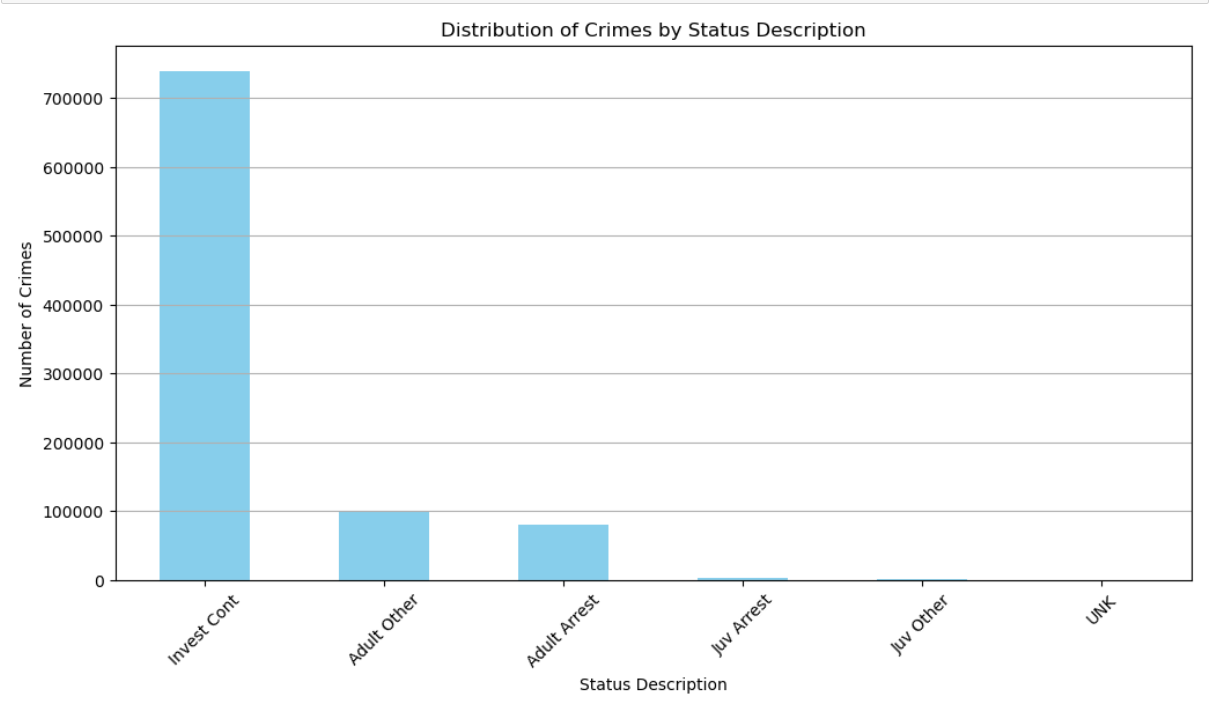 Distribution of Crimes by Status Description
Number of Crimes
700000
600000
500000
400000
300000
200000
100000
0
Invest Cont
Adult Other
Adult Arrest
Juv Arrest
Juv Other
UNK
Status Description